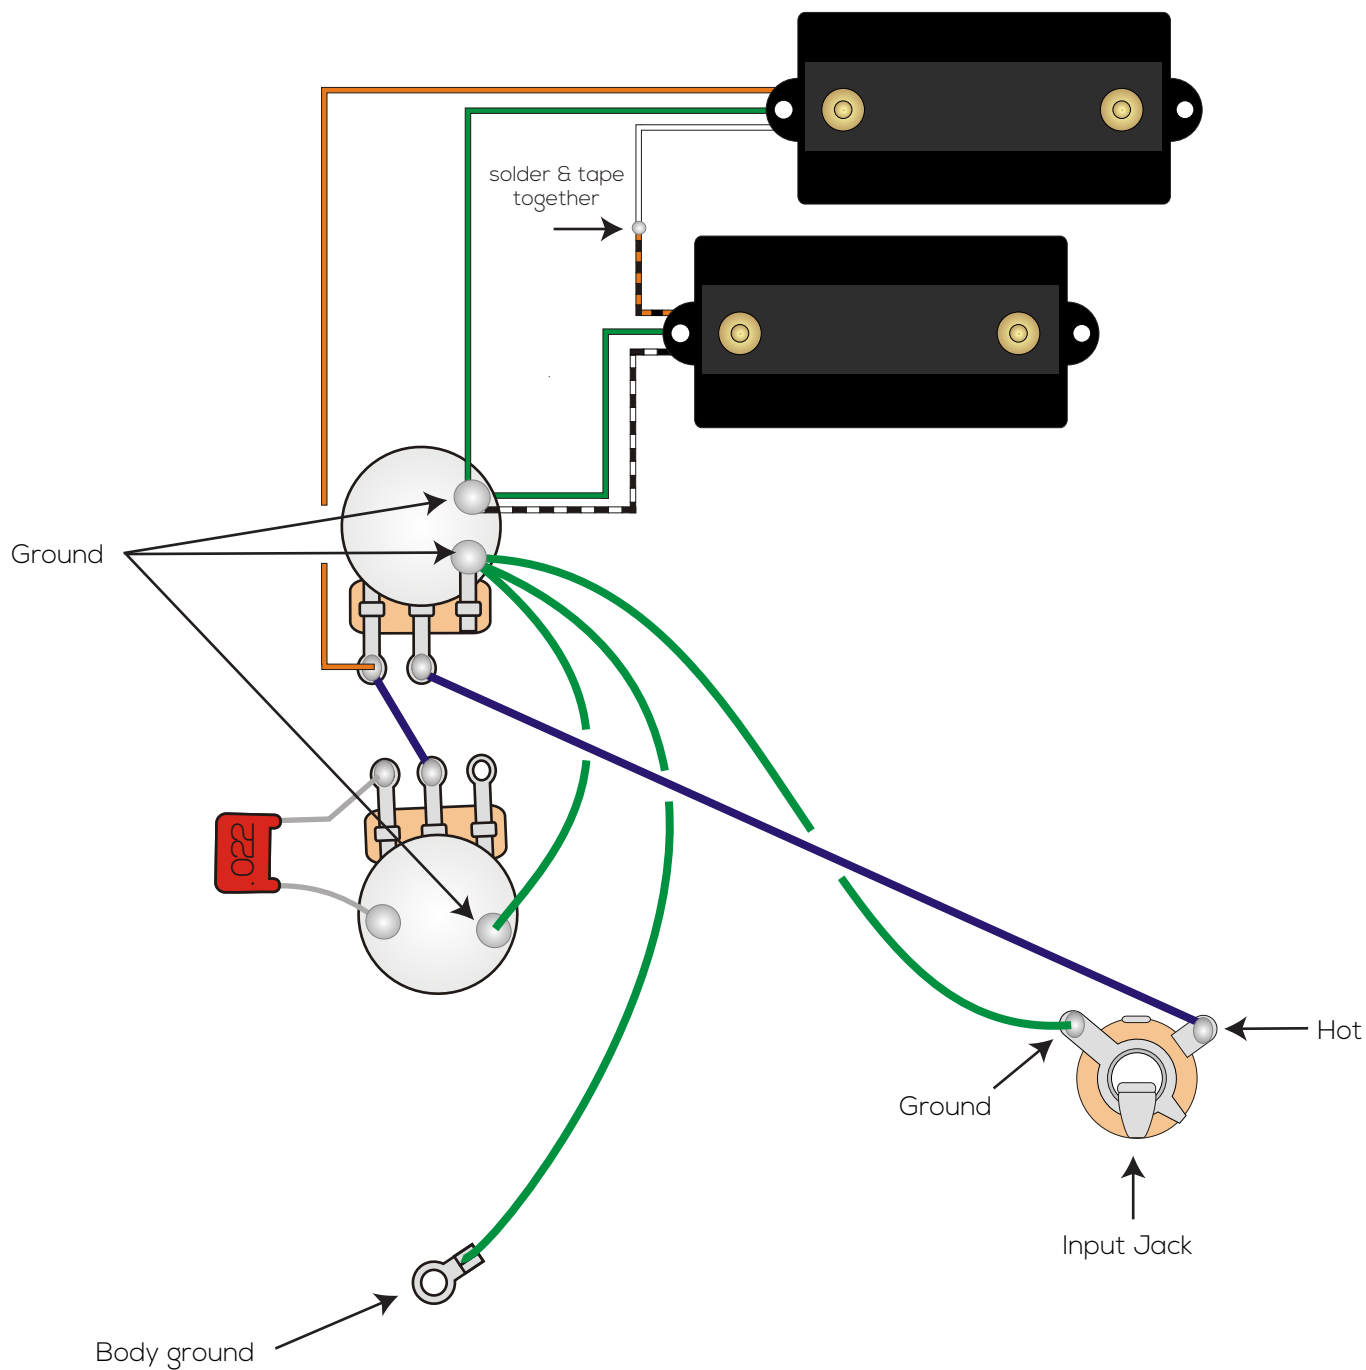 solder & tape
together
Ground
.022
Hot
Ground
Input Jack
Body ground